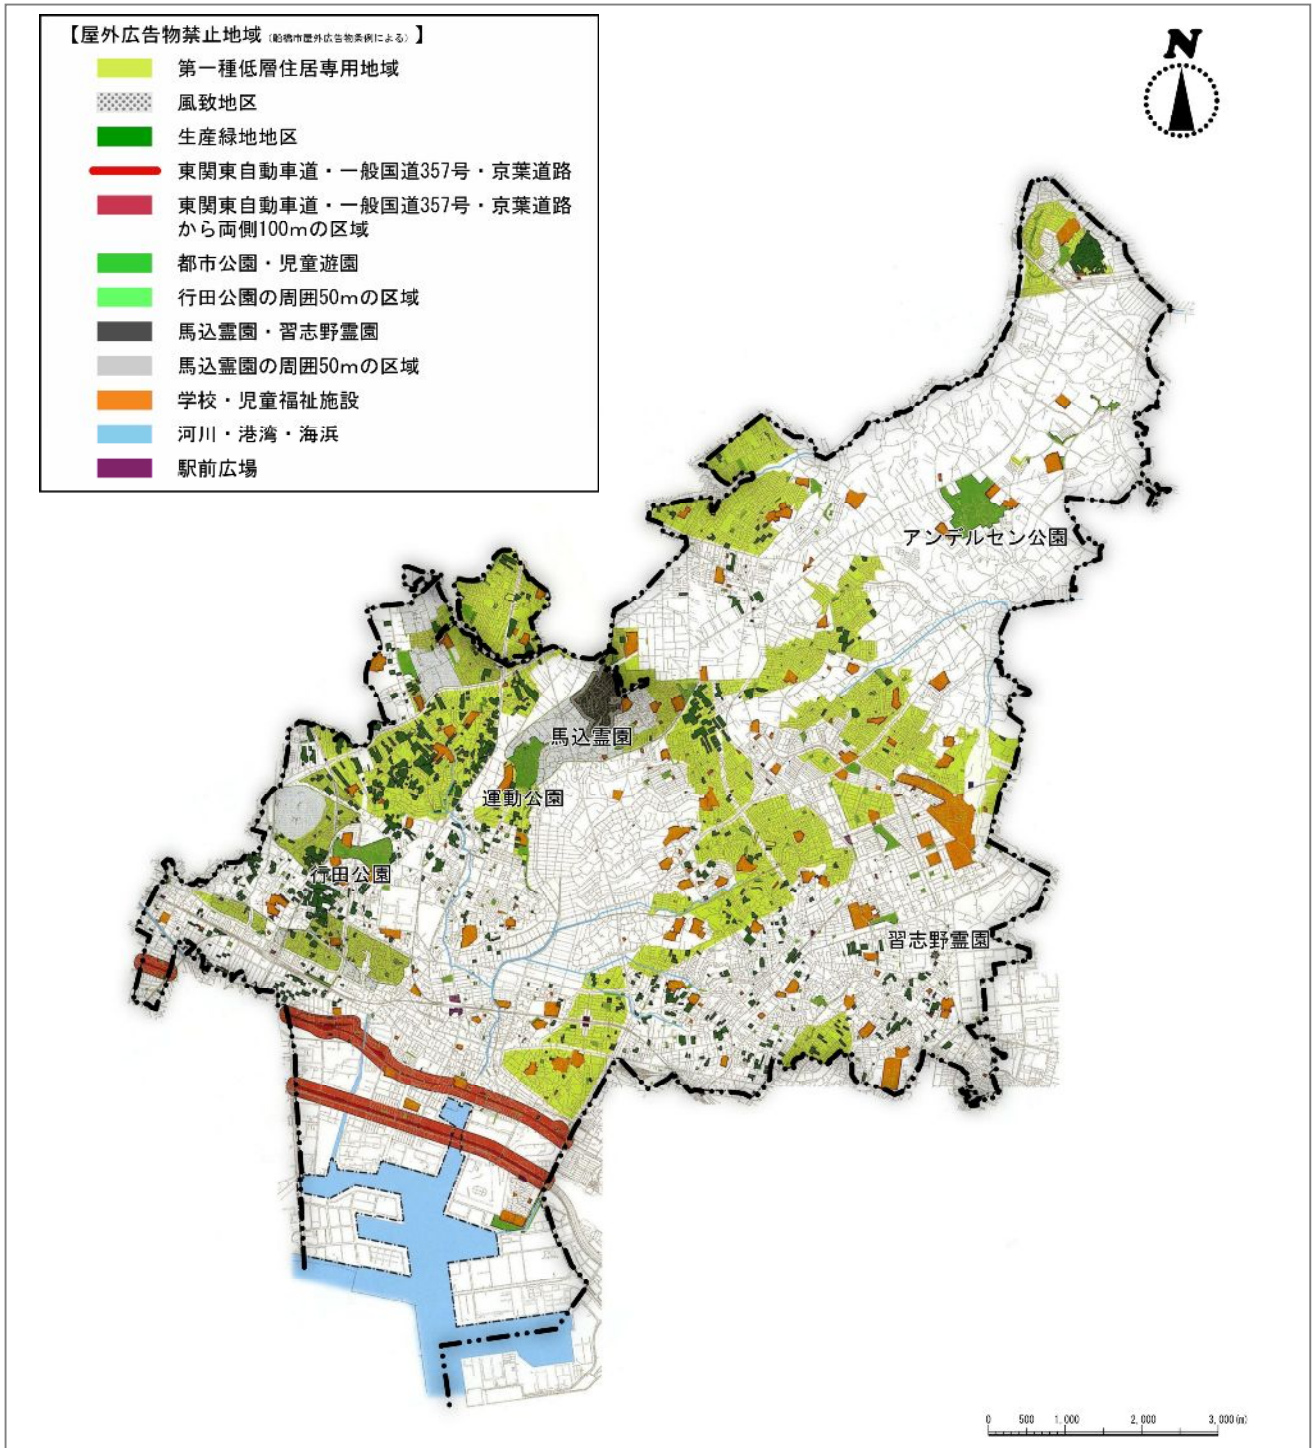 【屋外広告物禁止地域(船橋市屋外広告物条例による)】
第一種低層住居専用地域
風致地区
生産緑地地区
東関東自動車道・一般国道357号・京葉道路
東関東自動車道・一般国道357号・京葉道路
から両側100mの区域
都市公園・児童遊園
行田公園の周囲50mの区域
馬込霊園・習志野霊園
馬込霊園の周囲50mの区域
学校・児童福祉施設
河川・港湾・海浜
駅前広場
N
アンデルセン公園
馬込霊園
運動公園
行田公園
習志野霊園
0 500 1,000 2,000 3,000(m)